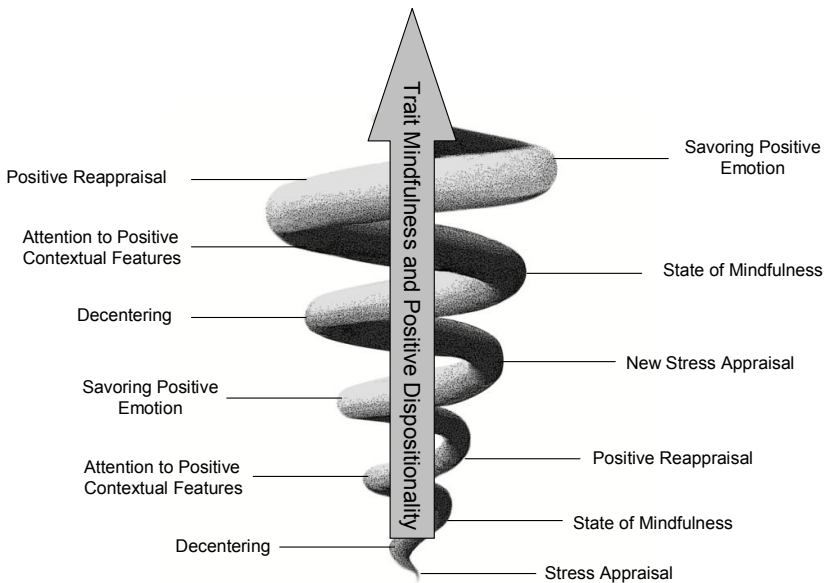 Trait Mindfulness and Positive Dispositionality
Savoring Positive
Emotion
Positive Reappraisal
Attention to Positive
Contextual Features
State of Mindfulness
Decentering
New Stress Appraisal
Savoring Positive
Emotion
Positive Reappraisal
Attention to Positive
Contextual Features
State of Mindfulness
Decentering
Stress Appraisal